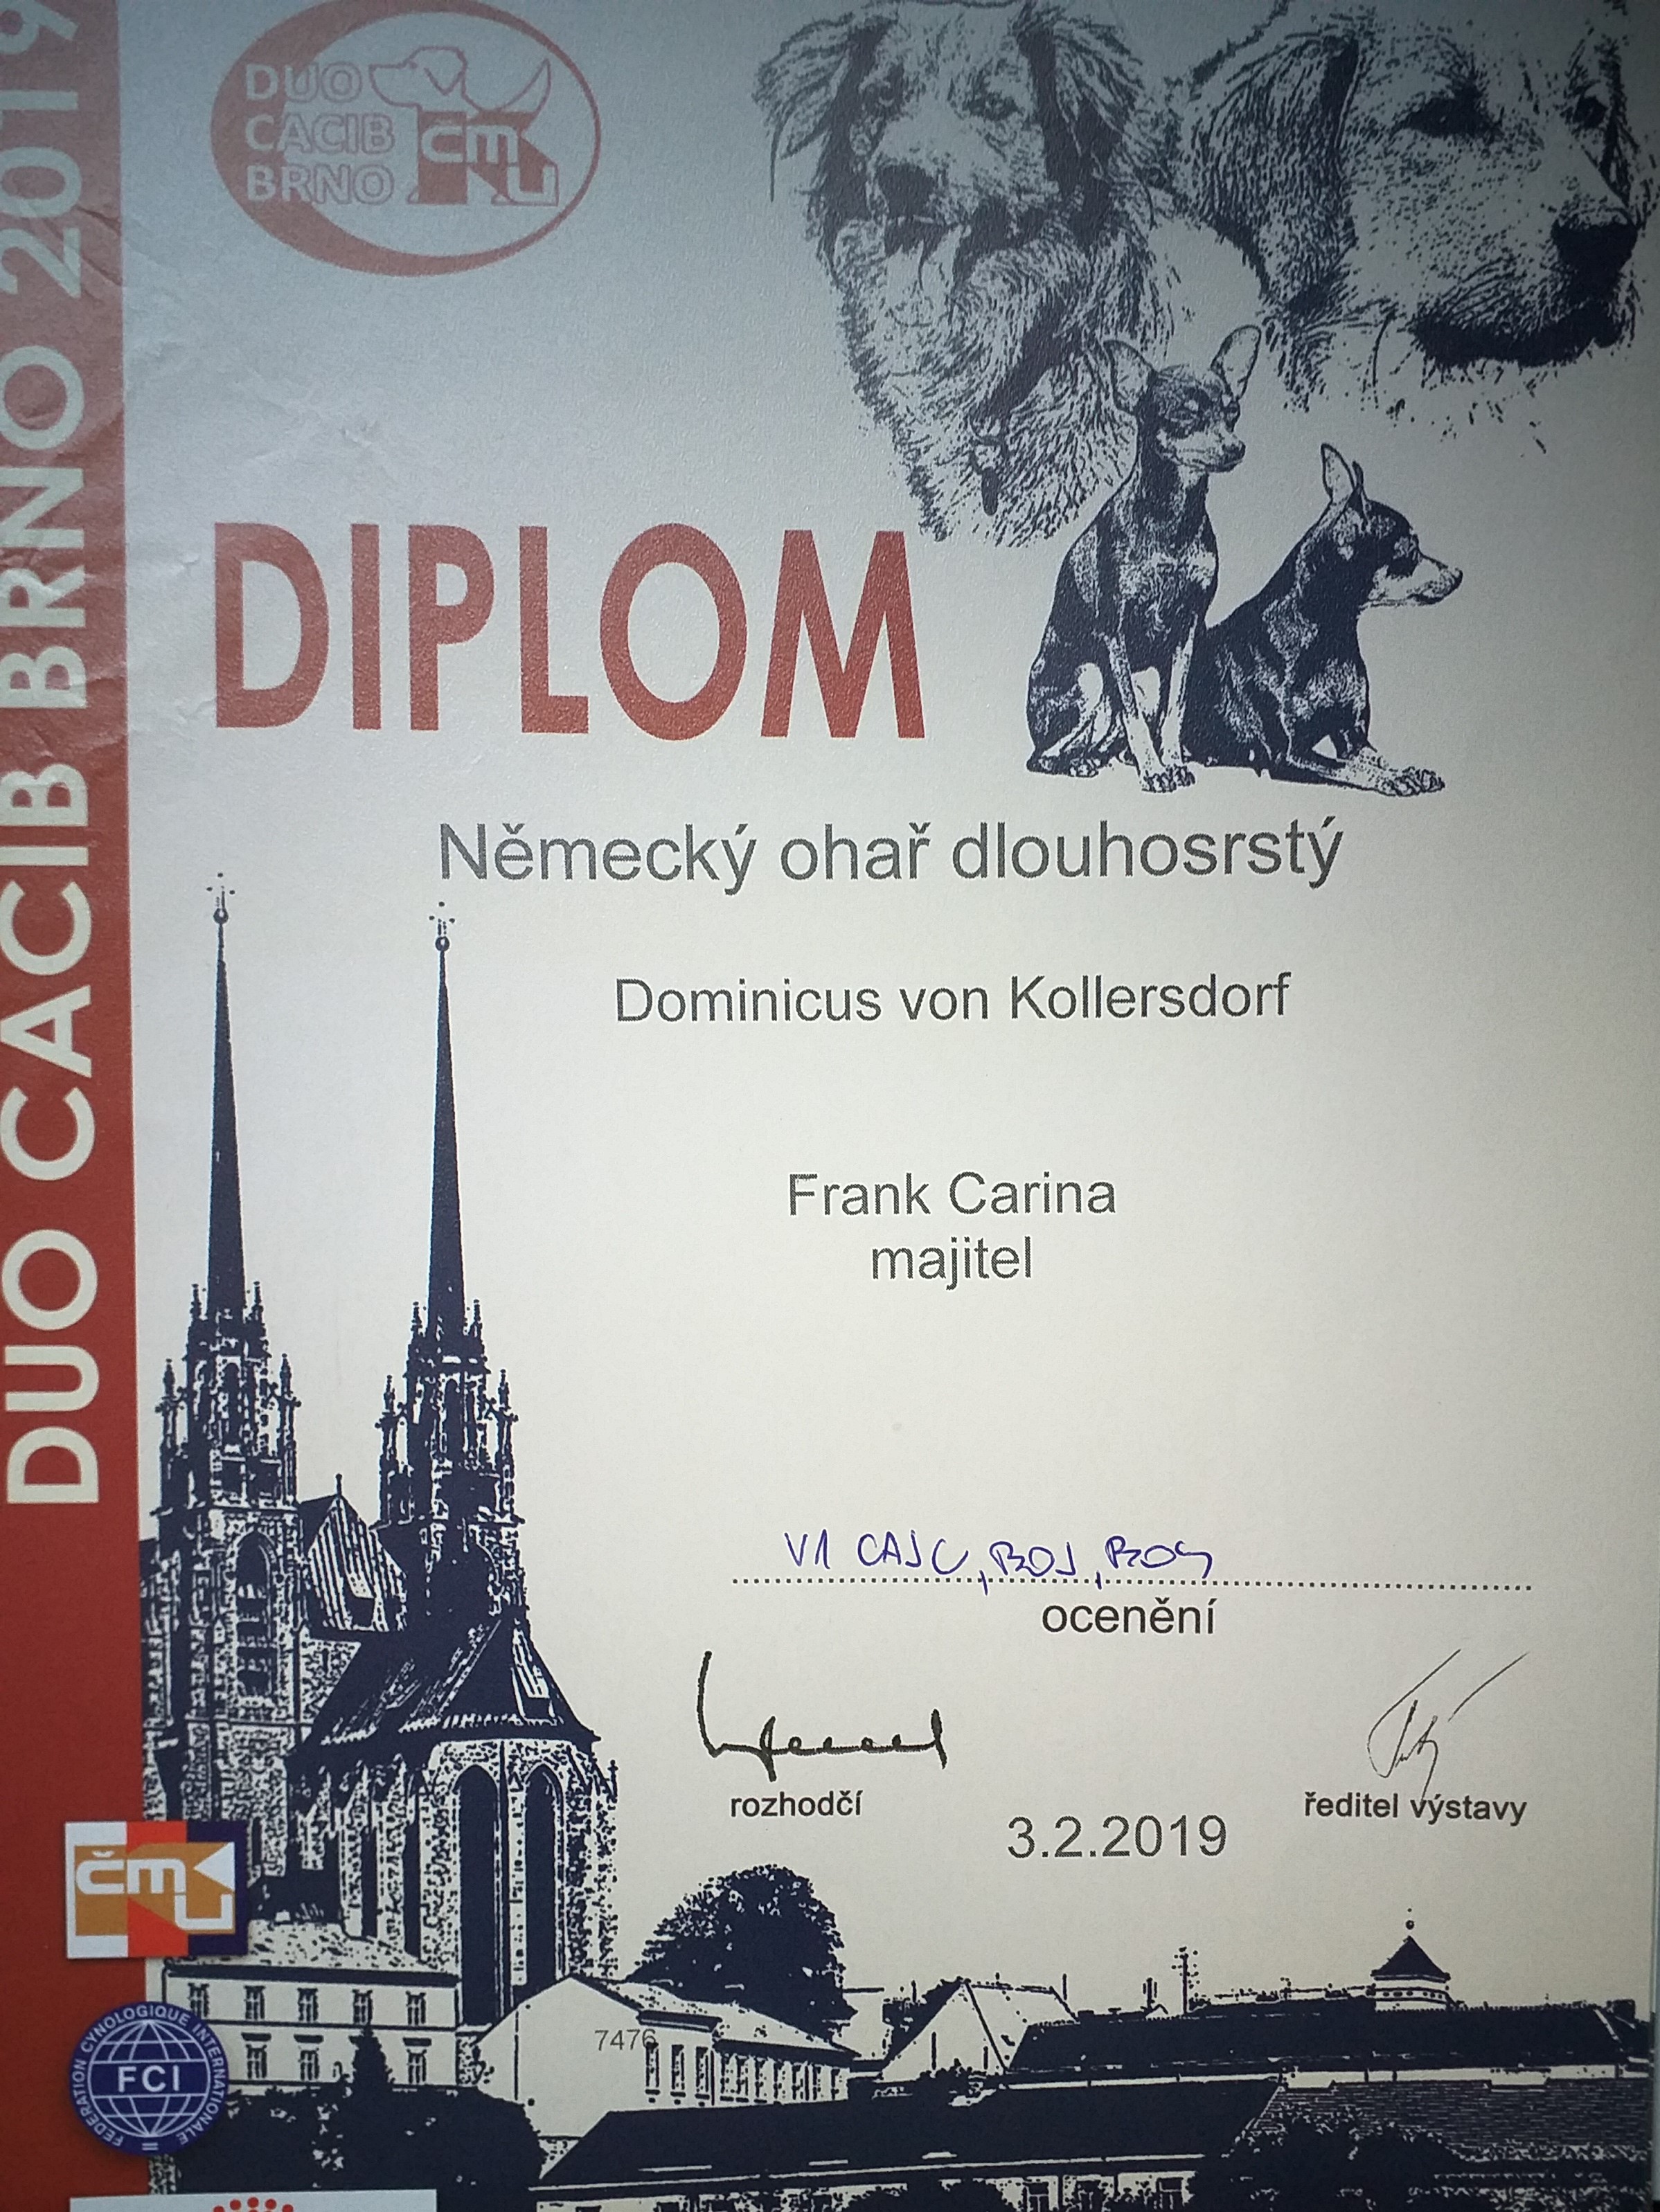 DUO CACIB BRNO 2019
DUO
CACIB
BRNO
čmku
DIPLOM
Německý ohař dlouhosrstý
Dominicus von Kollersdorf
Frank Carina
majitel
V1 CAJC, BOJ, BOS
ocenění
rozhodčí
ředitel výstavy
3.2.2019
čmku
7476
FEDERATION CYNOLOGIQUE INTERNATIONALE
FCI